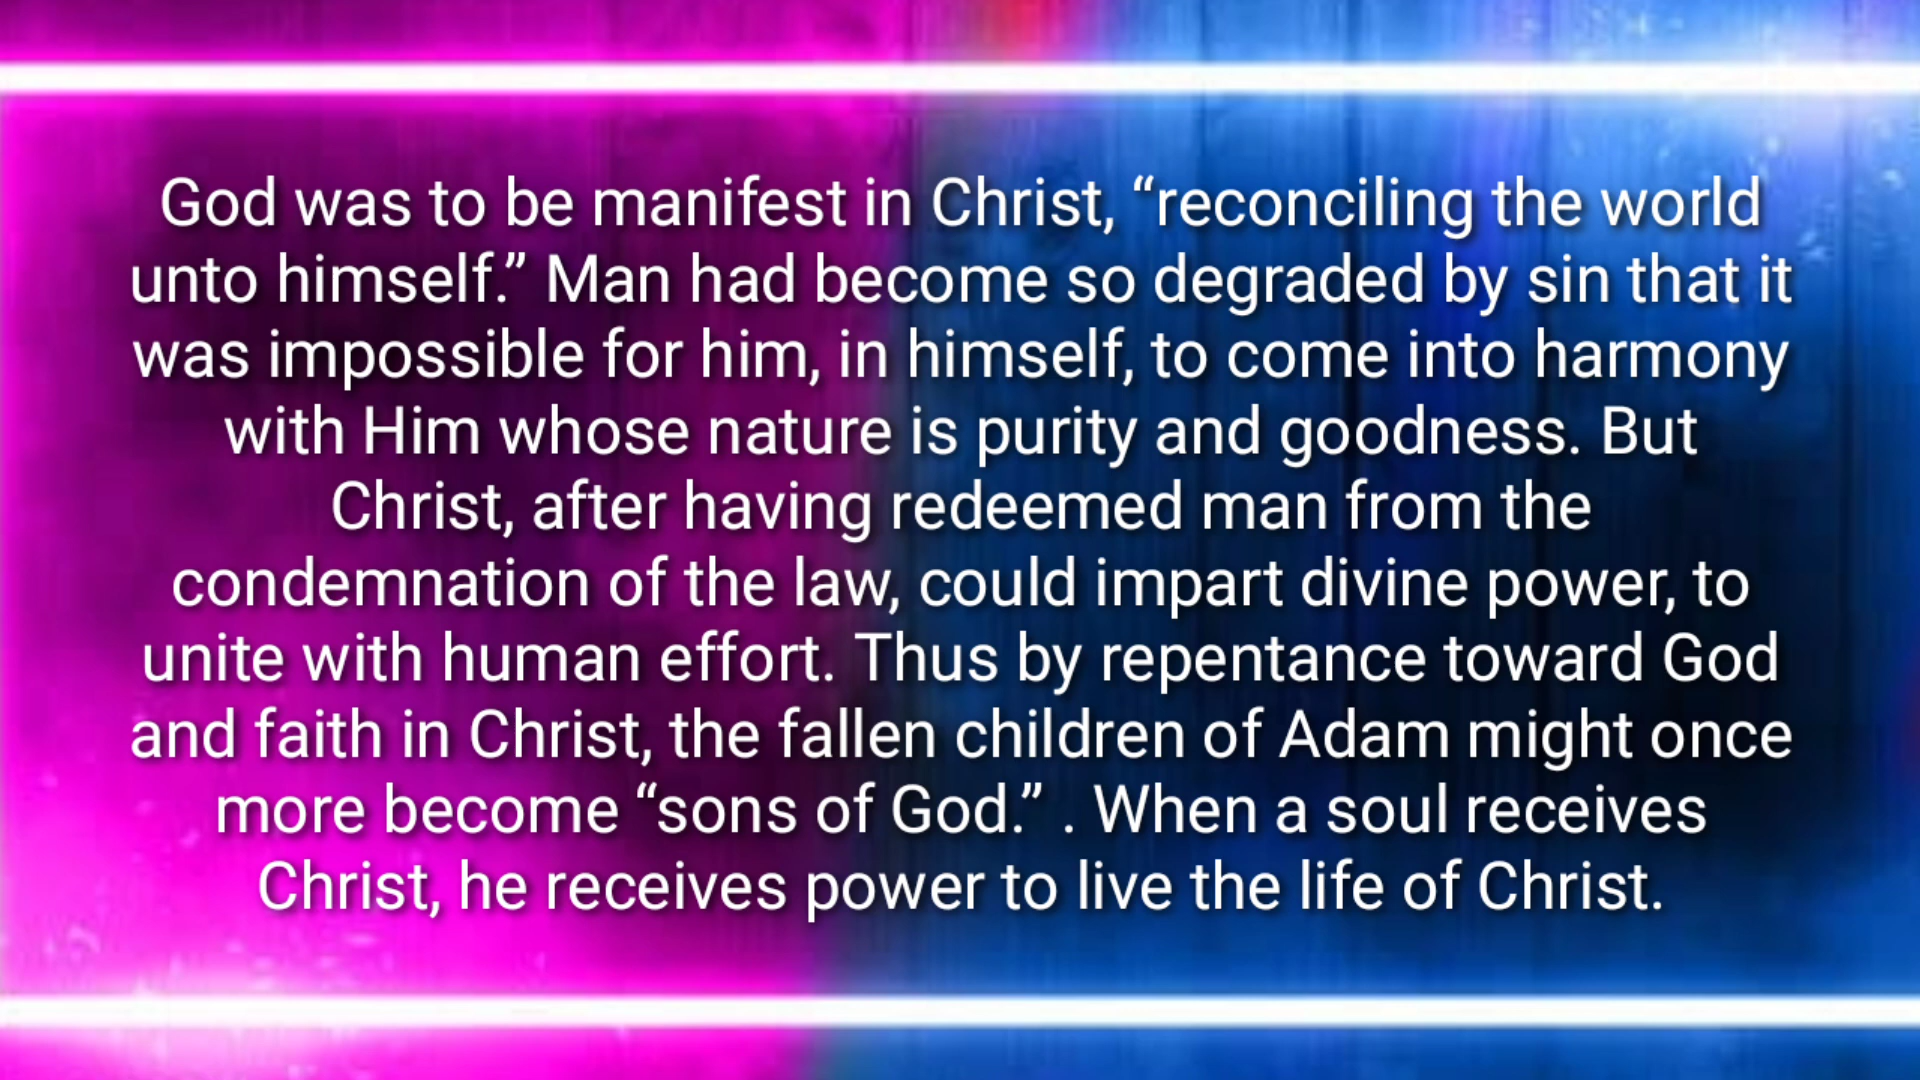 God was to be manifest in Christ, “reconciling the world
unto himself.” Man had become so degraded by sin that it
was impossible for him, in himself, to come into harmony
with Him whose nature is purity and goodness. But
Christ, after having redeemed man from the
condemnation of the law, could impart divine power, to
unite with human effort. Thus by repentance toward God
and faith in Christ, the fallen children of Adam might once
more become “sons of God.” . When a soul receives
Christ, he receives power to live the life of Christ.